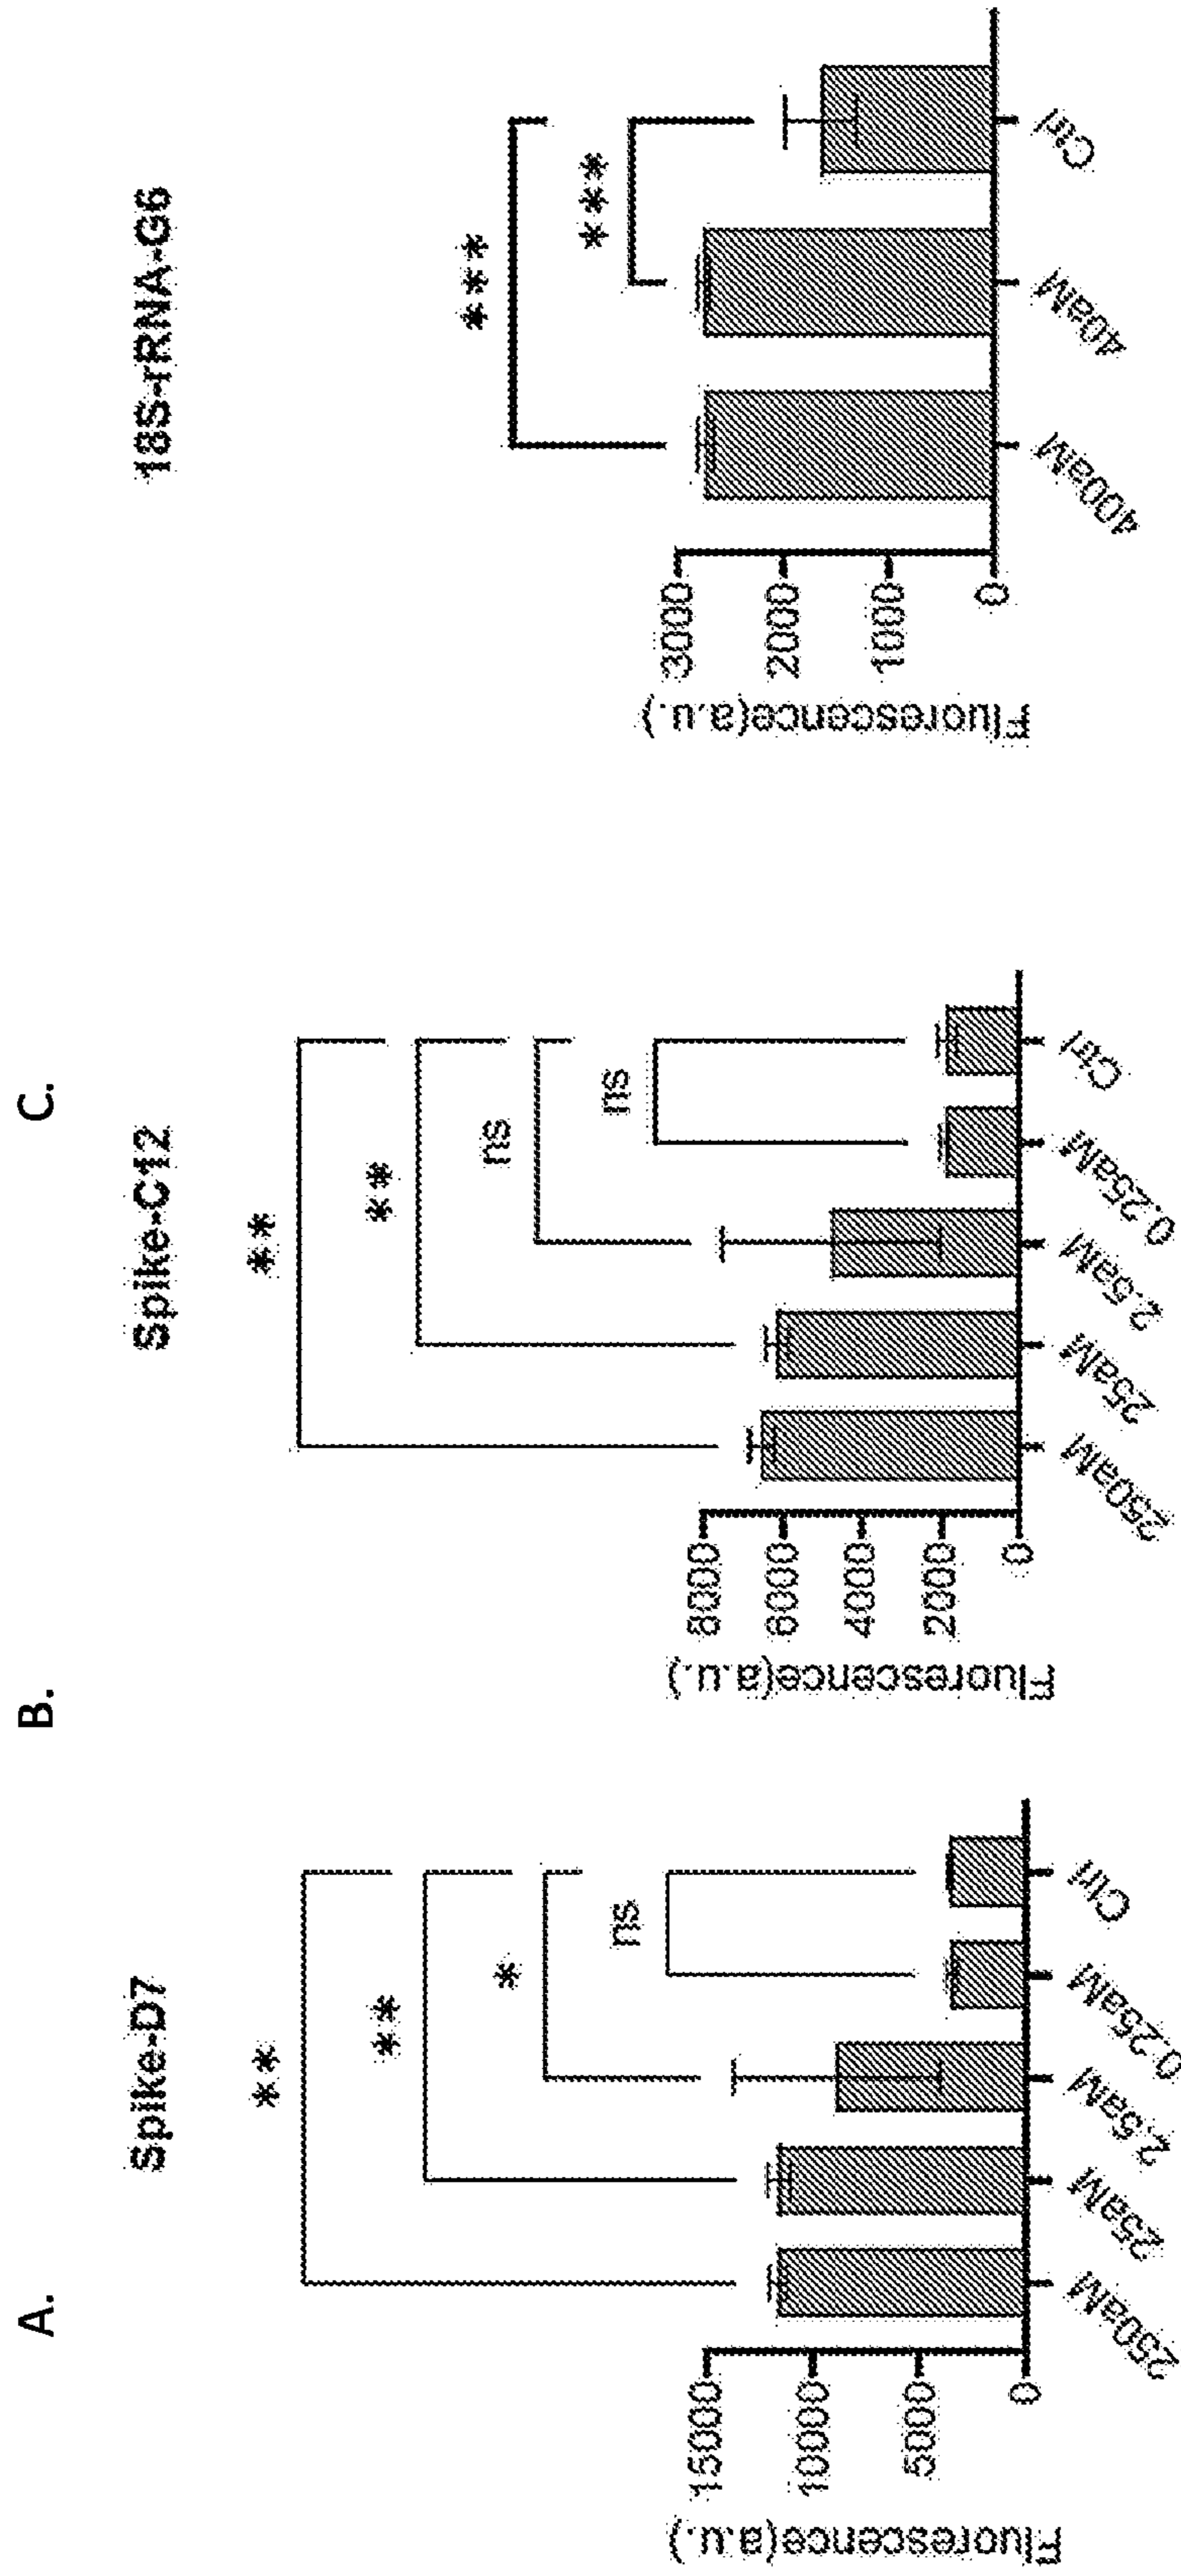 A.
Spike-D7
Fluorescence(a.u.)
15000
10000
5000
0
**
**
*
ns
250aM
25aM
2.5aM
0.25aM
Ctrl
B.
Spike-C12
Fluorescence(a.u.)
8000
6000
4000
2000
0
**
**
ns
ns
250aM
25aM
2.5aM
0.25aM
Ctrl
C.
18S-rRNA-G6
Fluorescence(a.u.)
3000
2000
1000
0
***
***
400aM
40aM
Ctrl